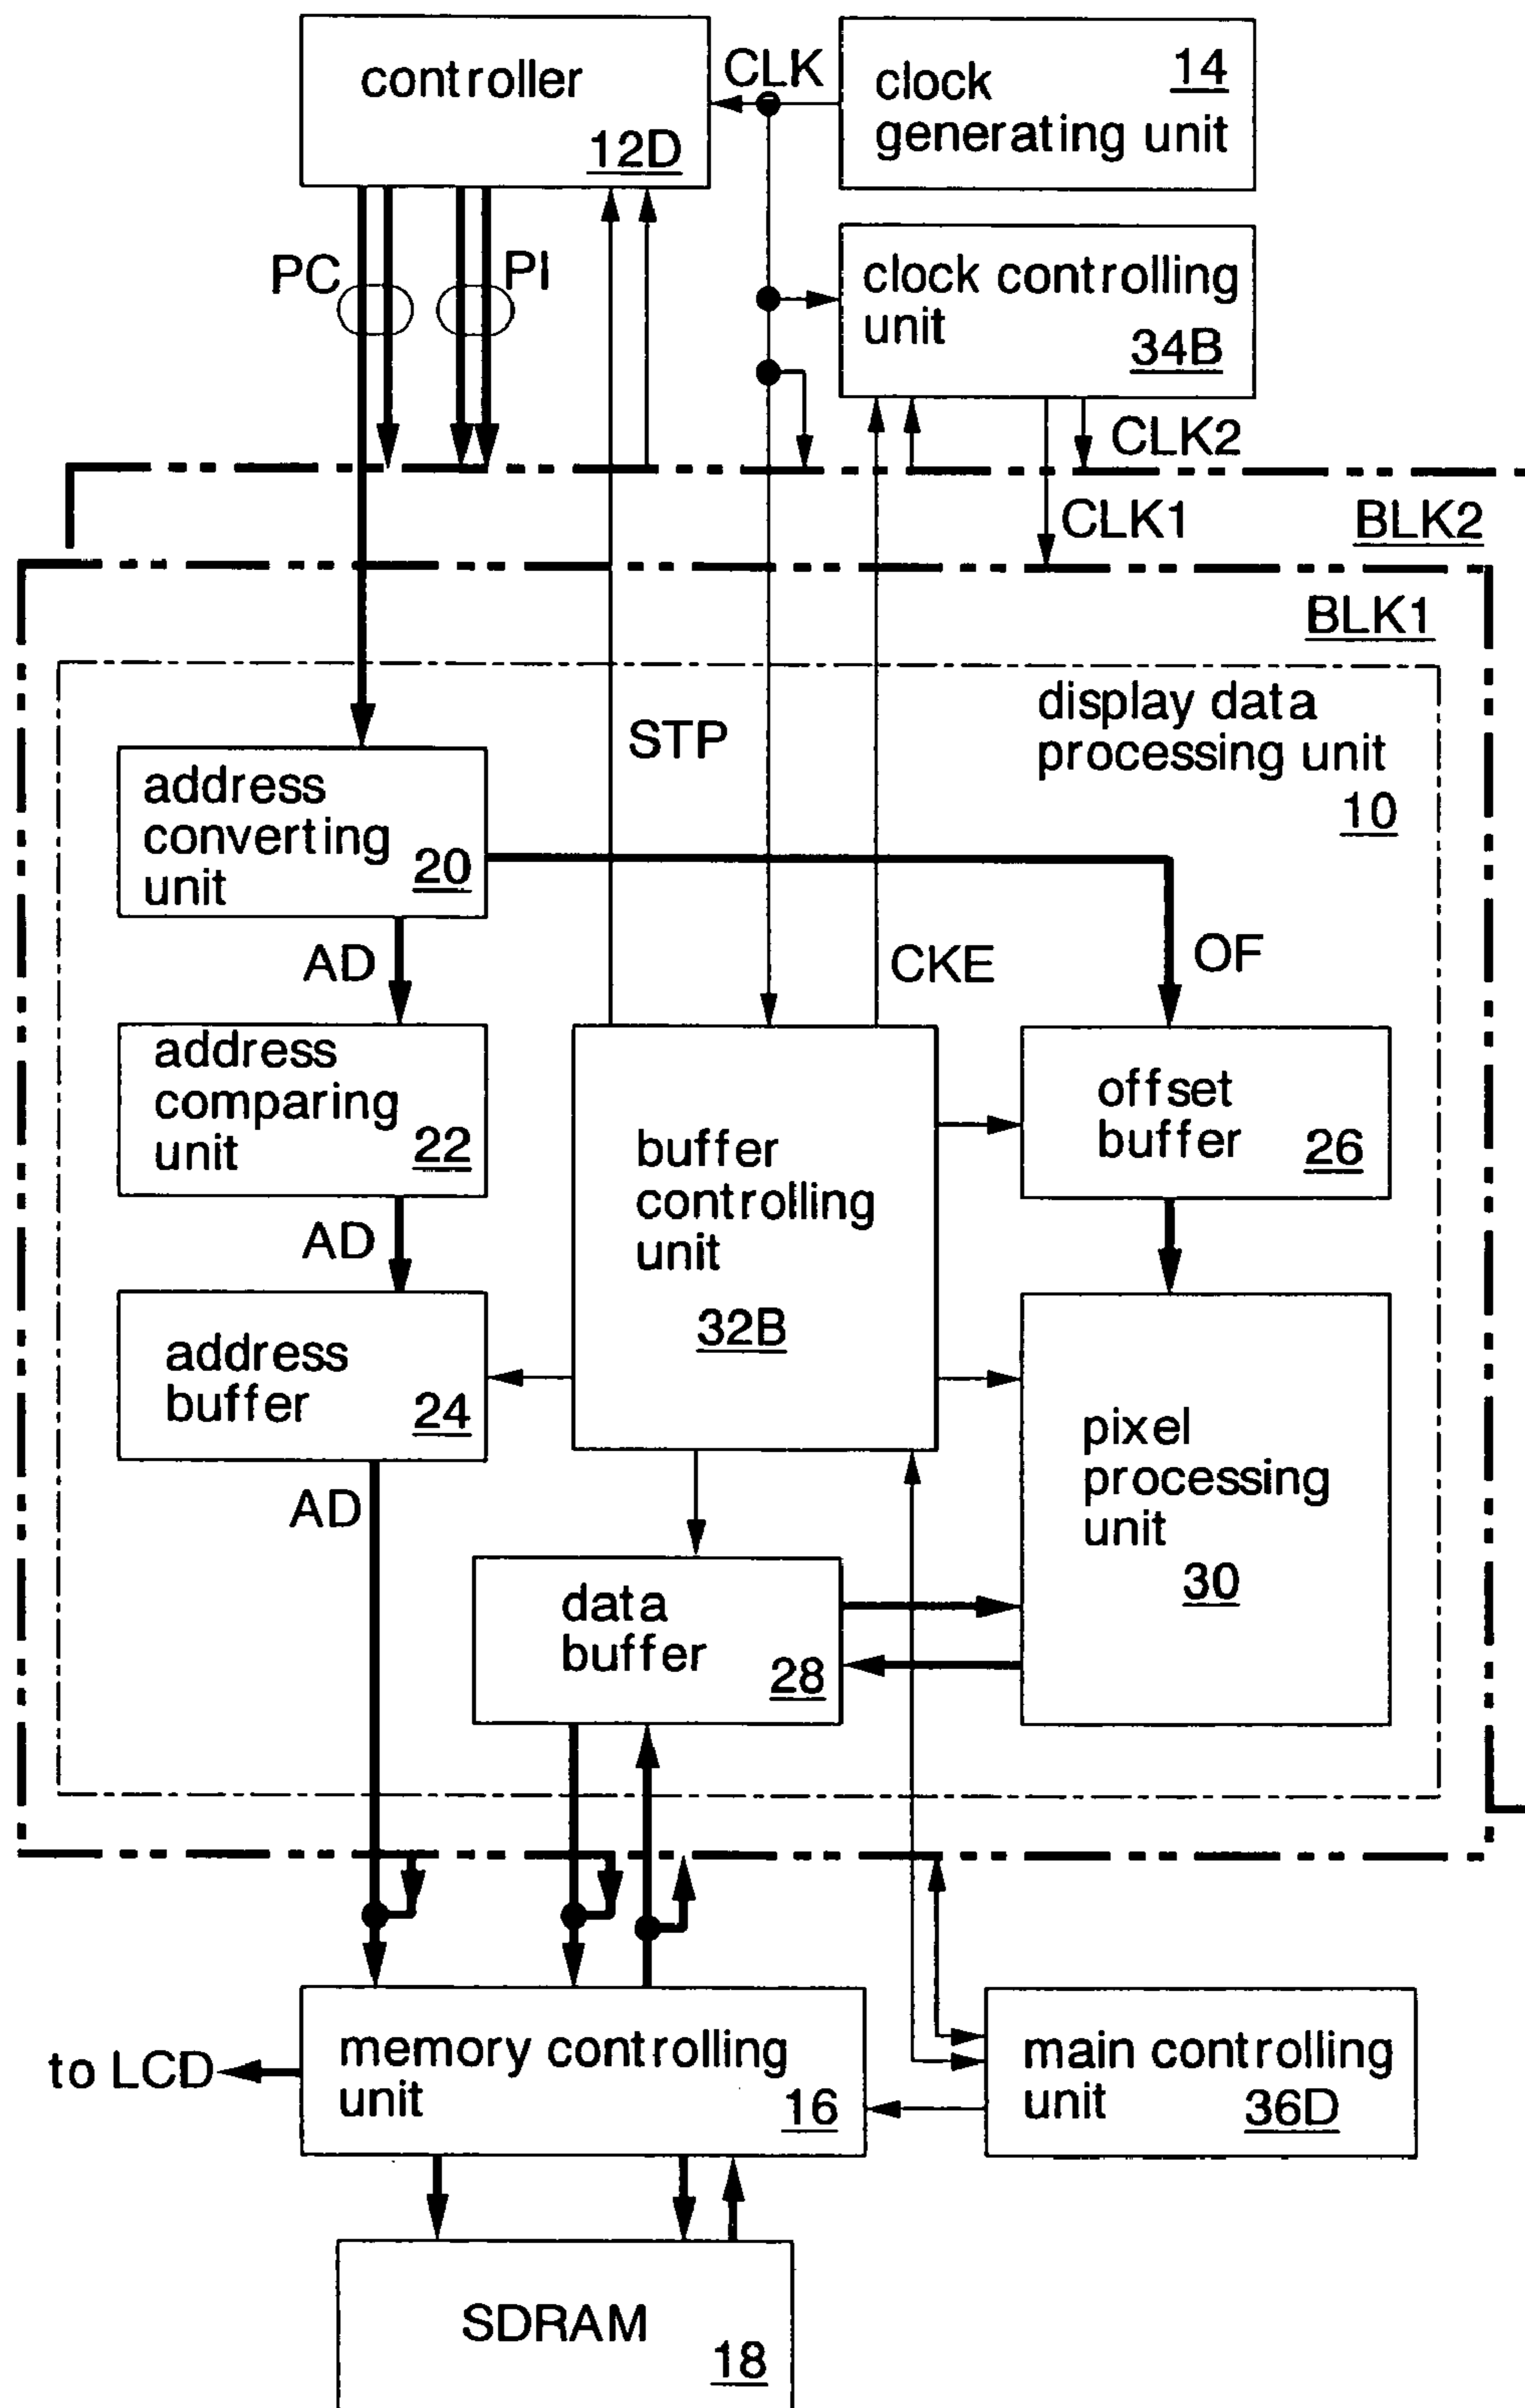 controller
12D
CLK
clock
generating unit
14
clock controlling
unit
34B
PC
PI
CLK2
CLK1
BLK2
BLK1
display data
processing unit
10
STP
address
converting
unit
20
AD
CKE
OF
address
comparing
unit
22
buffer
controlling
unit
32B
offset
buffer
26
AD
address
buffer
24
pixel
processing
unit
30
AD
data
buffer
28
to LCD
memory controlling
unit
16
main controlling
unit
36D
SDRAM
18